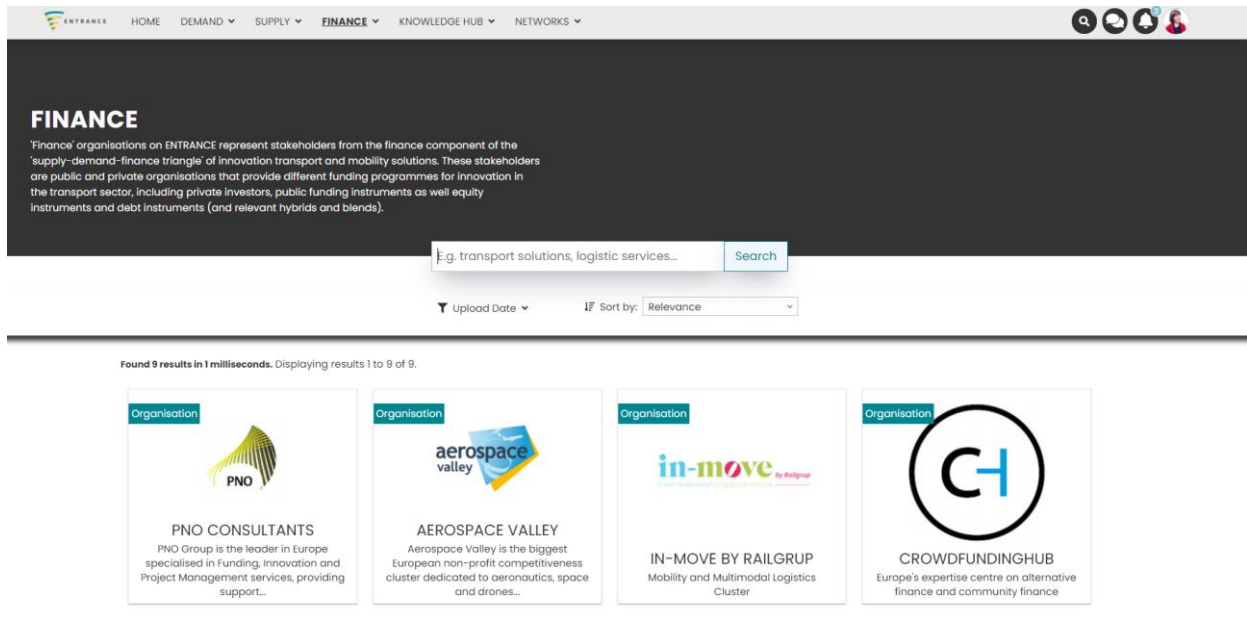 ENTRANCE HOME DEMAND SUPPLY FINANCE KNOWLEDGE HUB NETWORKS
FINANCE
'Finance' organisations on ENTRANCE represent stakeholders from the finance component of the
'supply-demand-finance triangle' of innovation transport and mobility solutions. These stakeholders
are public and private organisations that provide different funding programmes for innovation in
the transport sector, including private investors, public funding instruments as well equity
instruments and debt instruments (and relevant hybrids and blends).
E.g. transport solutions, logistic services... Search
Upload Date Sort by: Relevance
Found 9 results in 1 milliseconds. Displaying results 1 to 9 of 9.
Organisation
PNO
PNO CONSULTANTS
PNO Group is the leader in Europe
specialised in Funding, Innovation and
Project Management services, providing
support...
Organisation
aerospace
valley
AEROSPACE VALLEY
Aerospace Valley is the biggest
European non-profit competitiveness
cluster dedicated to aeronautics, space
and drones...
Organisation
in-move by Railgrup
IN-MOVE BY RAILGRUP
Mobility and Multimodal Logistics
Cluster
Organisation
CH
CROWDFUNDINGHUB
Europe's expertise centre on alternative
finance and community finance